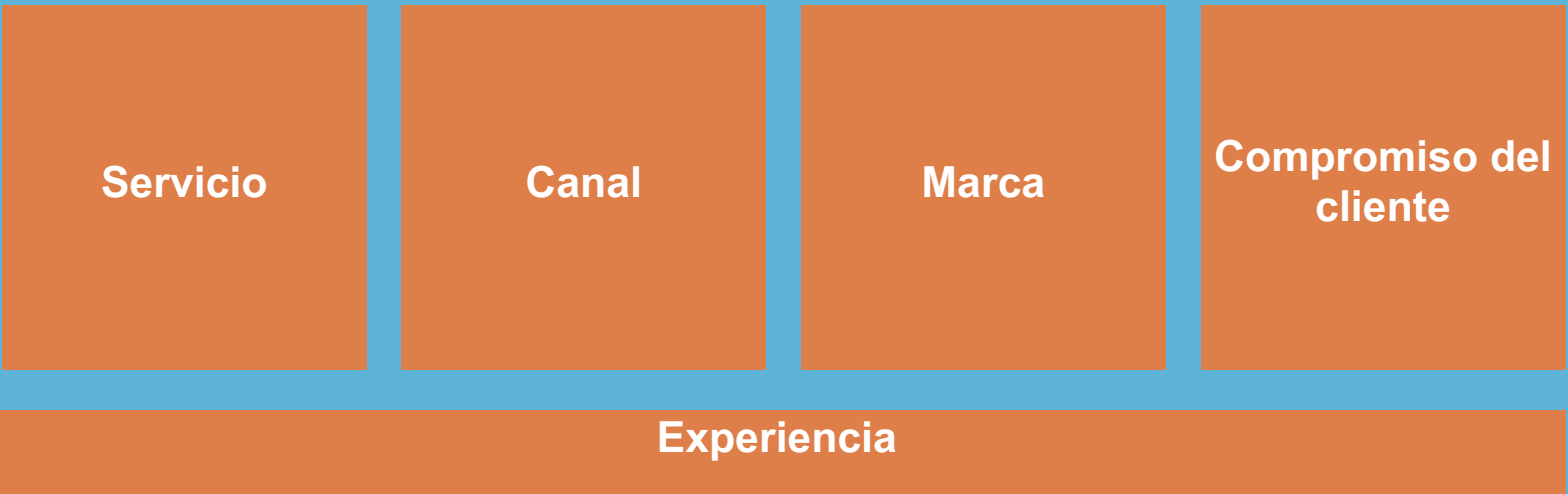 Servicio
Canal
Marca
Compromiso del
cliente
Experiencia